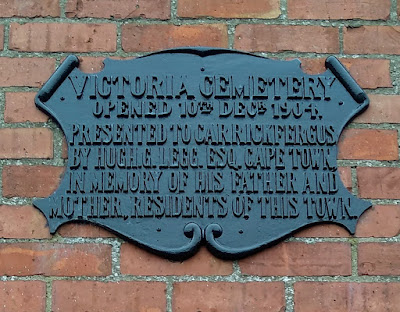 VICTORIA CEMETERY
OPENED 10TH DECR. 1904.
PRESENTED TO CARRICKFERGUS
BY HUGH. G. LEGG. ESQ. CAPE TOWN.
IN MEMORY OF HIS FATHER AND
MOTHER, RESIDENTS OF THIS TOWN.